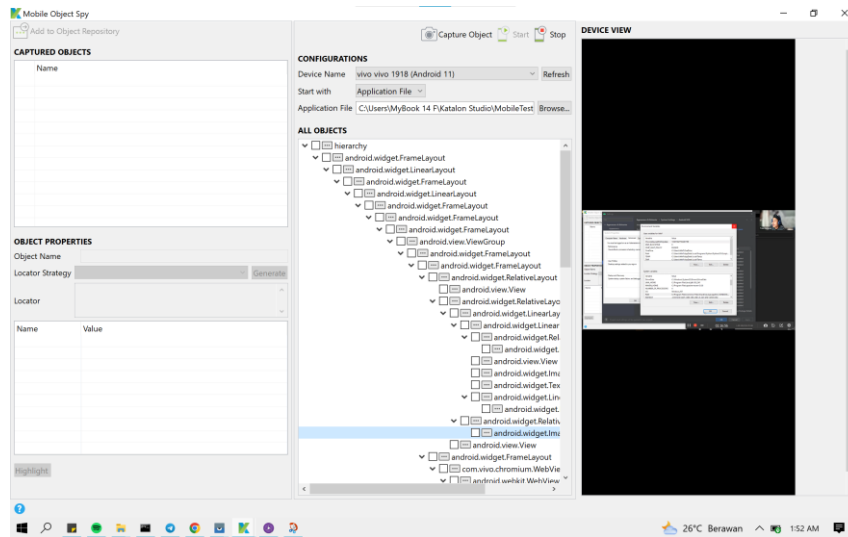 Mobile Object Spy
Add to Object Repository
CAPTURED OBJECTS
Name
OBJECT PROPERTIES
Object Name
Locator Strategy
Generate
Locator
Name Value
Highlight
Capture Object Start Stop
CONFIGURATIONS
Device Name vivo vivo 1918 (Android 11) Refresh
Start with Application File
Application File C:\Users\MyBook 14 F\Katalon Studio\MobileTest Browse...
ALL OBJECTS
hierarchy
android.widget.FrameLayout
android.widget.LinearLayout
android.widget.FrameLayout
android.widget.LinearLayout
android.widget.FrameLayout
android.widget.FrameLayout
android.widget.FrameLayout
android.view.ViewGroup
android.widget.FrameLayout
android.widget.FrameLayout
android.widget.RelativeLayout
android.view.View
android.widget.RelativeLayo
android.widget.LinearLay
android.widget.Linear
android.widget.Rel
android.widget.
android.view.View
android.widget.Ima
android.widget.Tex
android.widget.Lin
android.widget.
android.widget.Relativ
android.widget.Ima
android.view.View
android.widget.FrameLayout
com.vivo.chromium.WebVie
android.webkit.WebView
DEVICE VIEW
26°C Berawan 1:52 AM